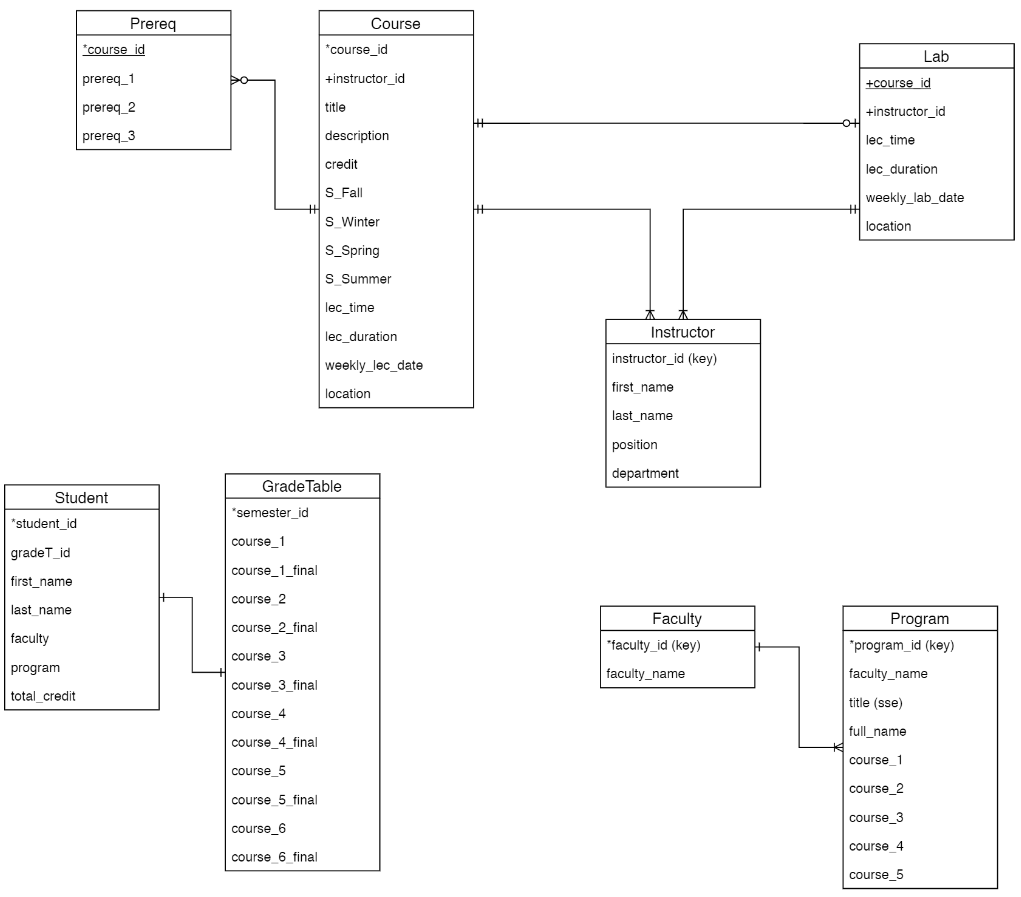 Prereq
*course_id
prereq_1
prereq_2
prereq_3
Course
*course_id
+instructor_id
title
description
credit
S_Fall
S_Winter
S_Spring
S_Summer
lec_time
lec_duration
weekly_lec_date
location
Lab
+course_id
+instructor_id
lec_time
lec_duration
weekly_lab_date
location
Instructor
instructor_id (key)
first_name
last_name
position
department
Student
*student_id
gradeT_id
first_name
last_name
faculty
program
total_credit
GradeTable
*semester_id
course_1
course_1_final
course_2
course_2_final
course_3
course_3_final
course_4
course_4_final
course_5
course_5_final
course_6
course_6_final
Faculty
*faculty_id (key)
faculty_name
Program
*program_id (key)
faculty_name
title (sse)
full_name
course_1
course_2
course_3
course_4
course_5